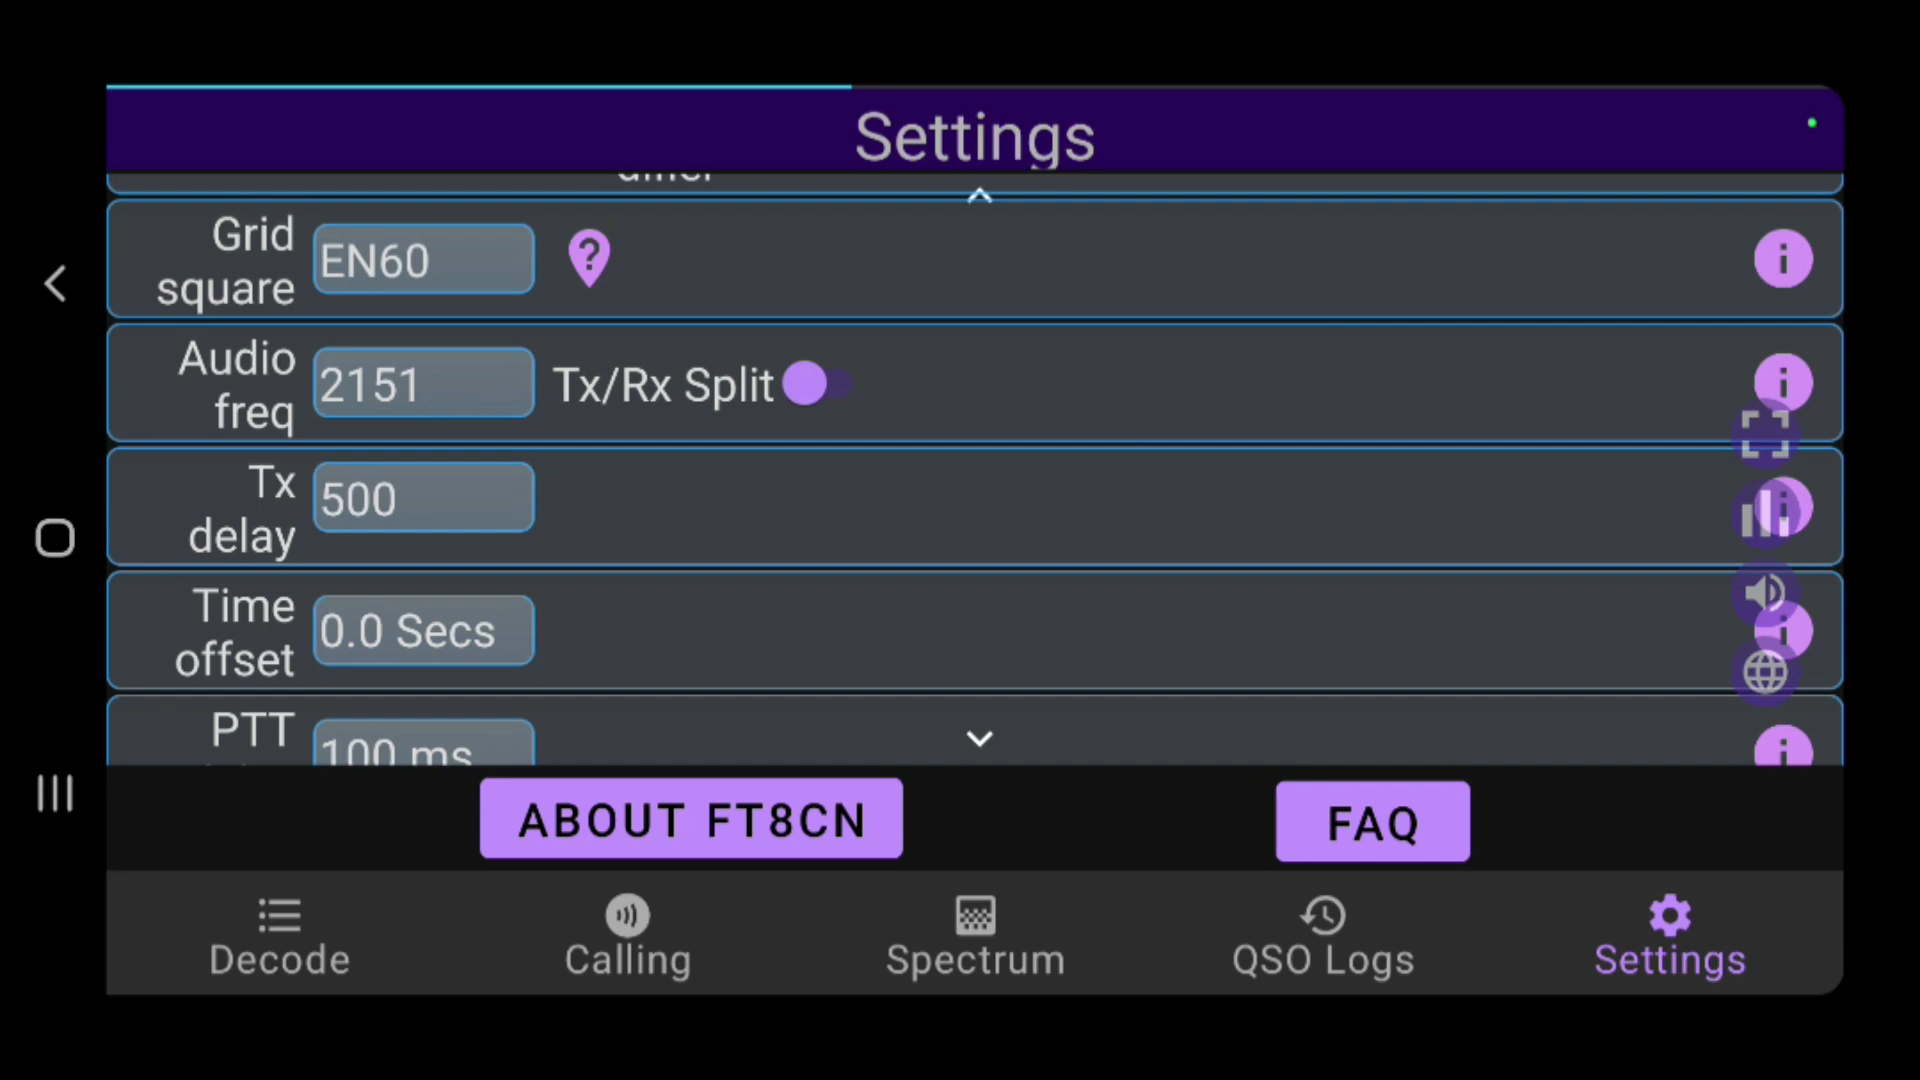 Settings
Grid
square
EN60
Audio
freq
2151
Tx/Rx Split
Tx
delay
500
Time
offset
0.0 Secs
PTT
100 ms
ABOUT FT8CN
FAQ
Decode
Calling
Spectrum
QSO Logs
Settings